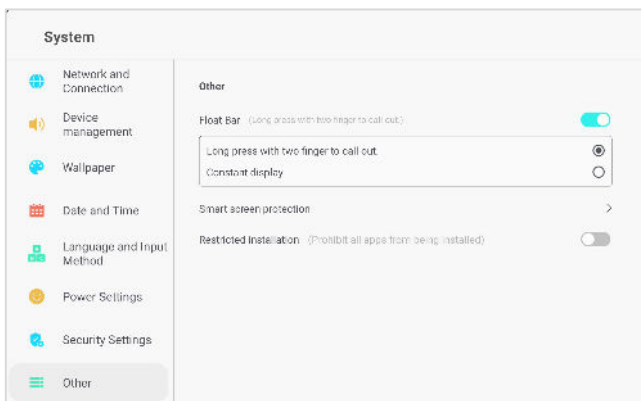 System
Network and
Connection
Device
management
Wallpaper
Date and Time
Language and Input
Method
Power Settings
Security Settings
Other
Other
Float Bar (Long press with two finger to call out.)
Long press with two finger to call out.
Constant display
Smart screen protection
Restricted Installation (Prohibit all apps from being installed)